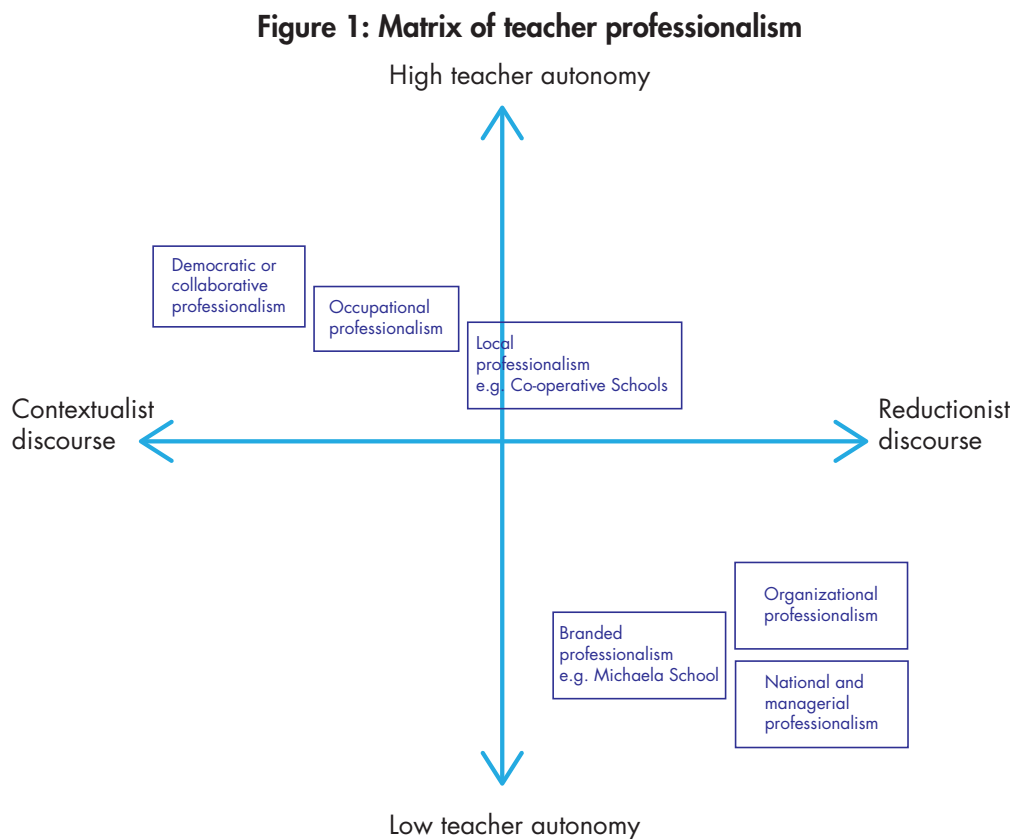 Figure 1: Matrix of teacher professionalism
High teacher autonomy
Democratic or
collaborative
professionalism
Occupational
professionalism
Local
professionalism
e.g. Co-operative Schools
Contextualist
discourse
Reductionist
discourse
Organizational
professionalism
Branded
professionalism
e.g. Michaela School
National and
managerial
professionalism
Low teacher autonomy